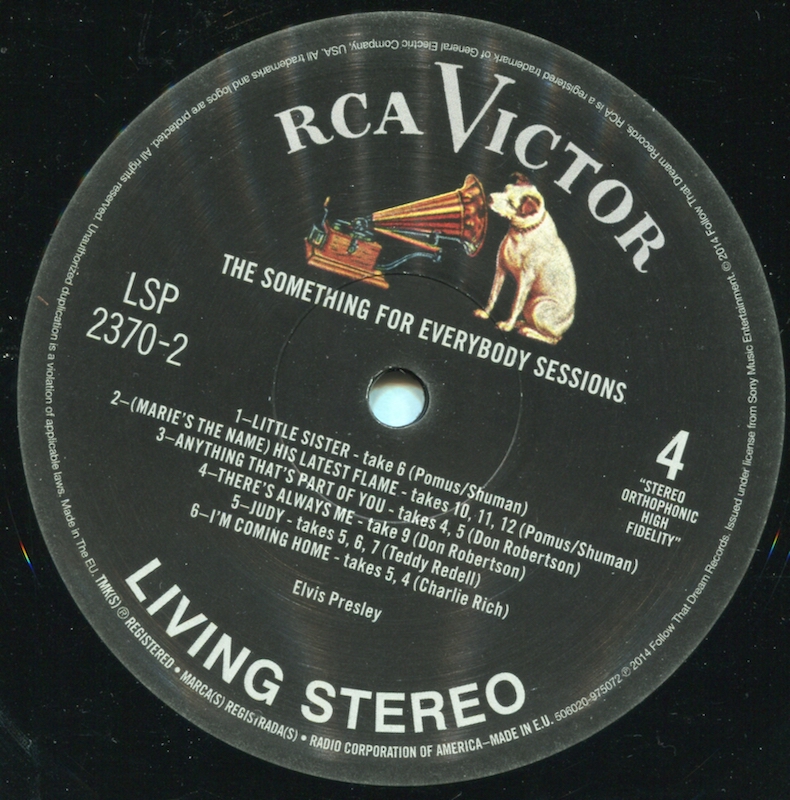 RCA VICTOR
THE SOMETHING FOR EVERYBODY SESSIONS
LSP
2370-2
4
"STEREO
ORTHOPHONIC
HIGH
FIDELITY"
1–LITTLE SISTER - take 6 (Pomus/Shuman)
2–(MARIE'S THE NAME) HIS LATEST FLAME - takes 10, 11, 12 (Pomus/Shuman)
3–ANYTHING THAT'S PART OF YOU - takes 4, 5 (Don Robertson)
4–THERE'S ALWAYS ME - take 9 (Don Robertson)
5–JUDY - takes 5, 6, 7 (Teddy Redell)
6–I'M COMING HOME - takes 5, 4 (Charlie Rich)
Elvis Presley
LIVING STEREO
TMK(S) ® REGISTERED • MARCA(S) REGISTRADA(S) • RADIO CORPORATION OF AMERICA–MADE IN E.U.
506020-975072 ℗ 2014 Follow That Dream Records. Issued under license from Sony Music Entertainment. © 2014 Follow That Dream Records. RCA is a registered trademark of General Electric Company, USA. All trademarks and logos are protected. All rights reserved. Unauthorized duplication is a violation of applicable laws. Made in The EU.